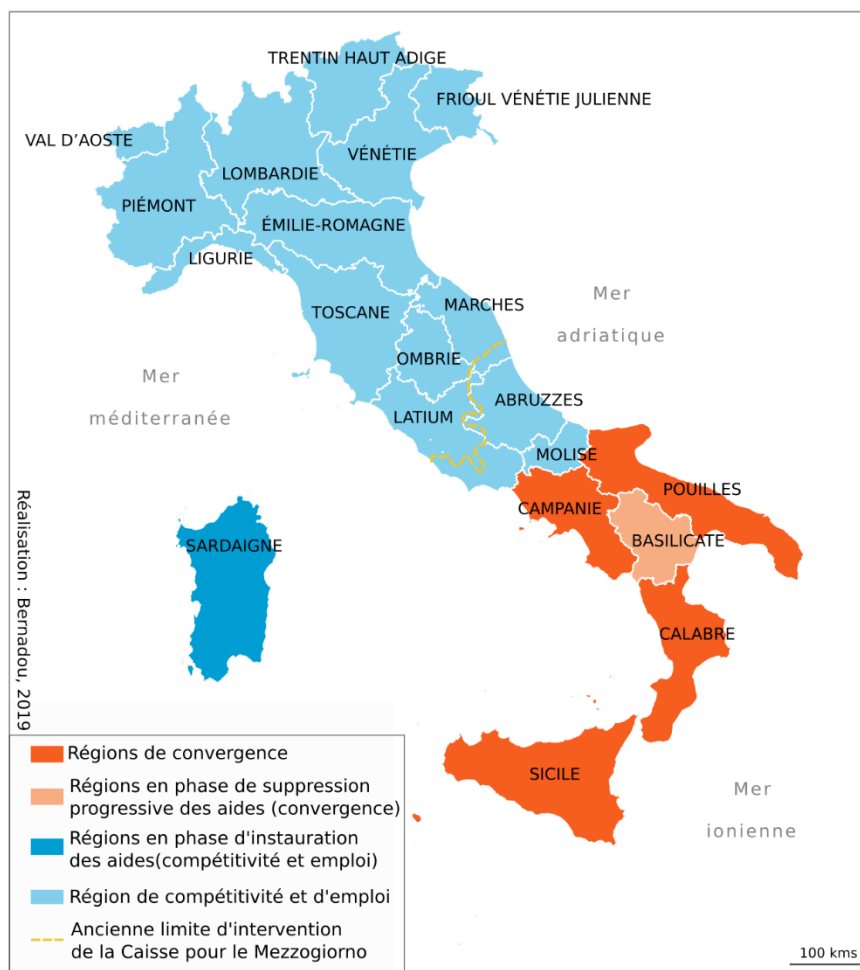 TRENTIN HAUT ADIGE
FRIOUL VÉNÉTIE JULIENNE
VAL D’AOSTE
VÉNÉTIE
LOMBARDIE
PIÉMONT
ÉMILIE-ROMAGNE
LIGURIE
TOSCANE
MARCHES
Mer
adriatique
OMBRIE
Mer
méditerranée
ABRUZZES
LATIUM
MOLISE
POUILLES
CAMPANIE
BASILICATE
SARDAIGNE
CALABRE
SICILE
Mer
ionienne
Réalisation : Bernadou, 2019
Régions de convergence
Régions en phase de suppression
progressive des aides (convergence)
Régions en phase d'instauration
des aides(compétitivité et emploi)
Région de compétitivité et d'emploi
Ancienne limite d'intervention
de la Caisse pour le Mezzogiorno
100 kms